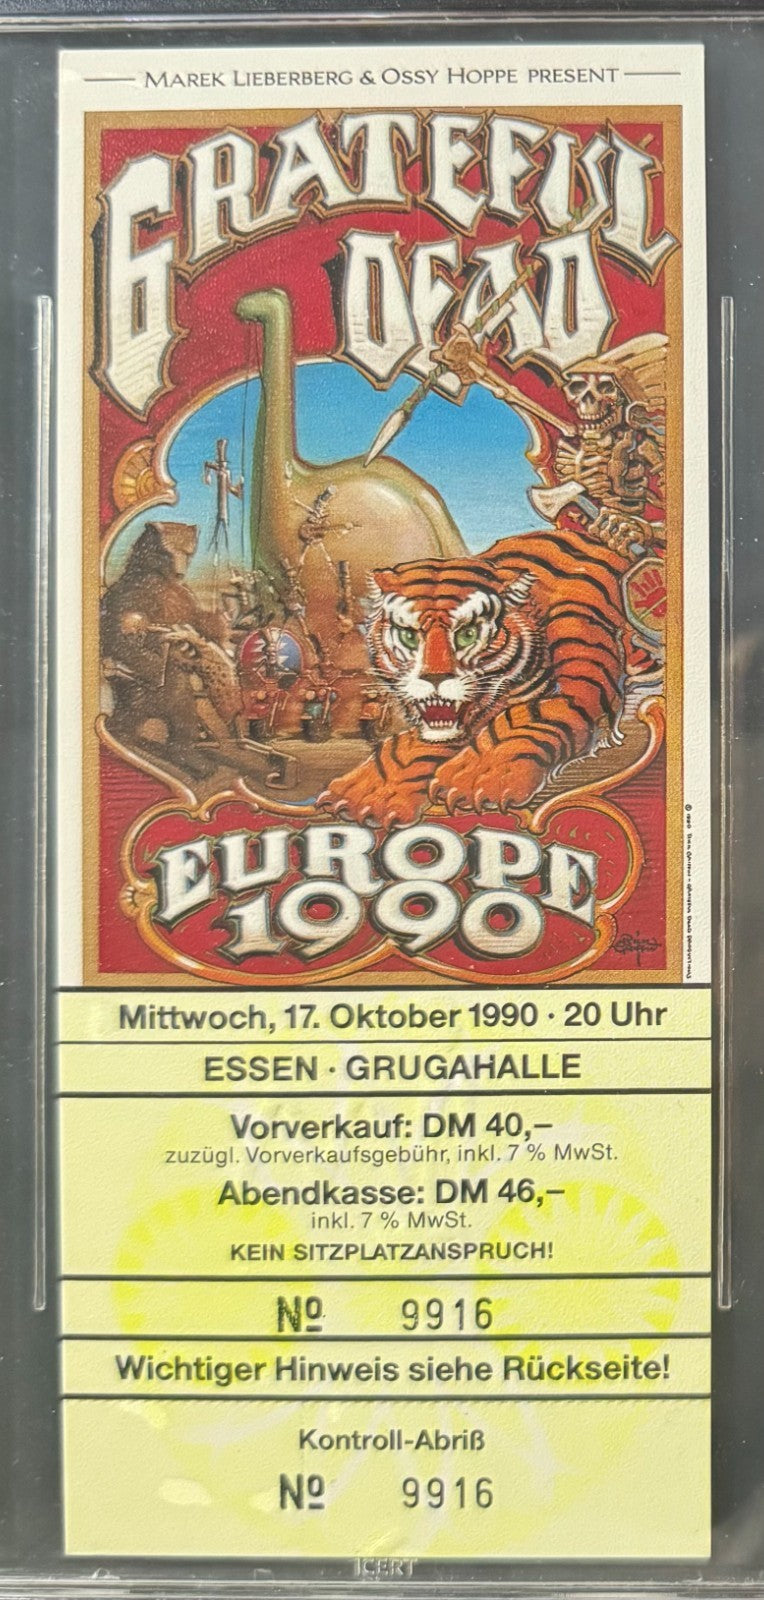 MAREK LIEBERBERG & OSSY HOPPE PRESENT
GRATEFUL
DEAD
EUROPE
1990
Mittwoch, 17. Oktober 1990 · 20 Uhr
ESSEN · GRUGAHALLE
Vorverkauf: DM 40,–
zuzügl. Vorverkaufsgebühr, inkl. 7 % MwSt.
Abendkasse: DM 46,–
inkl. 7 % MwSt.
KEIN SITZPLATZANSPRUCH!
Nº 9916
Wichtiger Hinweis siehe Rückseite!
Kontroll-Abriß
Nº 9916